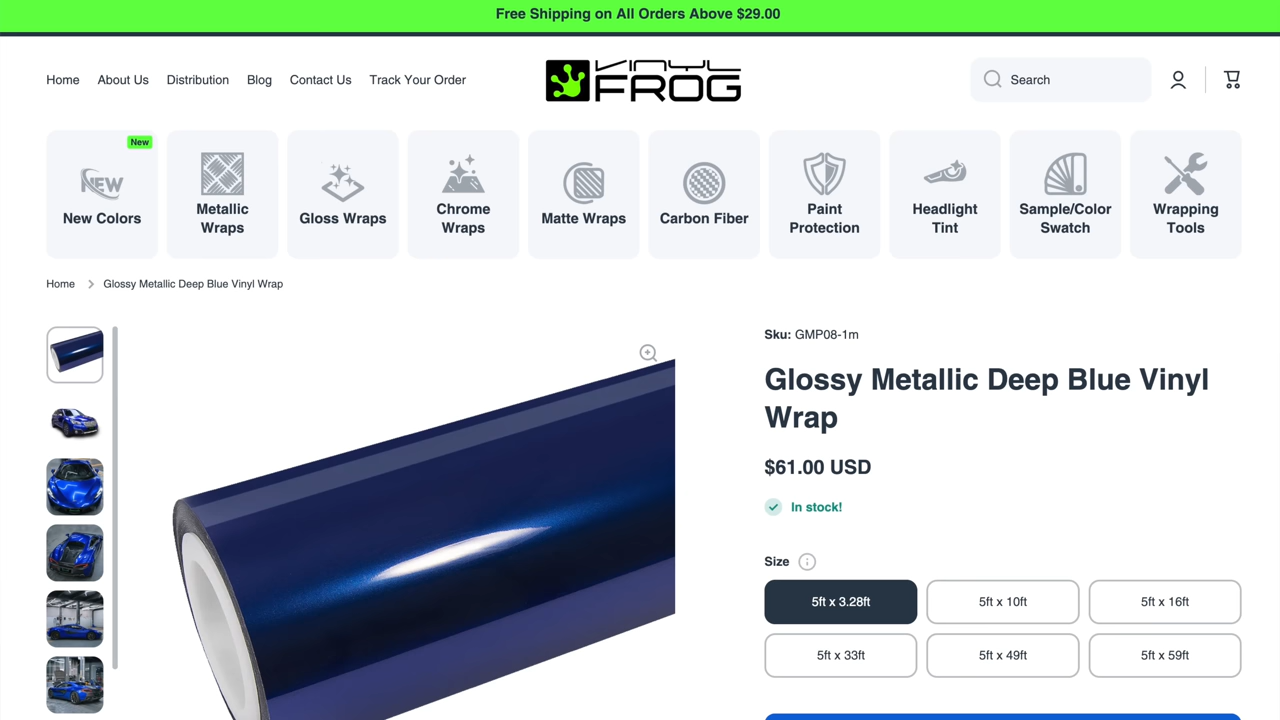 Free Shipping on All Orders Above $29.00
Home About Us Distribution Blog Contact Us Track Your Order
VINYL
FROG
Search
New
NEW
New Colors
Metallic
Wraps
Gloss Wraps
Chrome
Wraps
Matte Wraps
Carbon Fiber
Paint
Protection
Headlight
Tint
Sample/Color
Swatch
Wrapping
Tools
Home Glossy Metallic Deep Blue Vinyl Wrap
Sku: GMP08-1m
Glossy Metallic Deep Blue Vinyl
Wrap
$61.00 USD
In stock!
Size
5ft x 3.28ft 5ft x 10ft 5ft x 16ft
5ft x 33ft 5ft x 49ft 5ft x 59ft